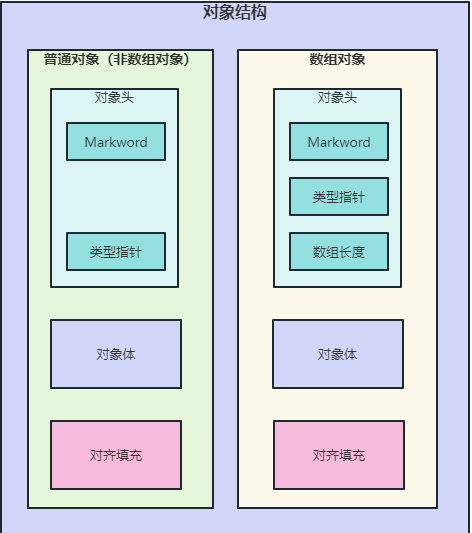 对象结构
普通对象（非数组对象）
对象头
Markword
类型指针
对象体
对齐填充
数组对象
对象头
Markword
类型指针
数组长度
对象体
对齐填充